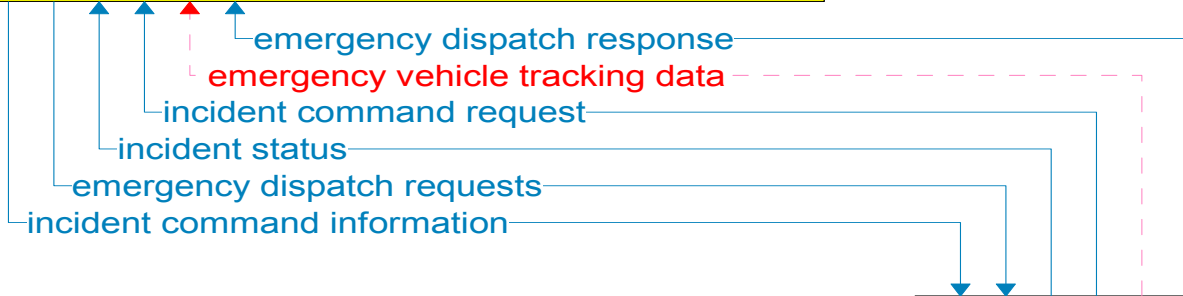 emergency dispatch response
emergency vehicle tracking data
incident command request
incident status
emergency dispatch requests
incident command information